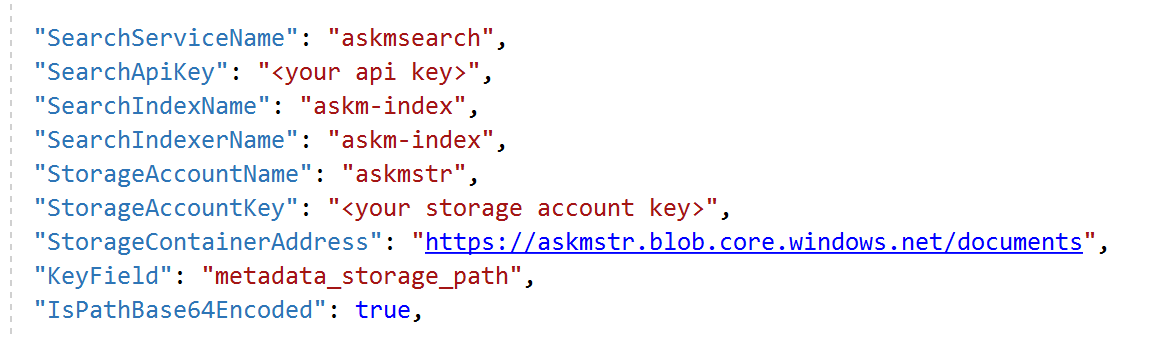 "SearchServiceName": "askmsearch",
"SearchApiKey": "<your api key>",
"SearchIndexName": "askm-index",
"SearchIndexerName": "askm-index",
"StorageAccountName": "askmstr",
"StorageAccountKey": "<your storage account key>",
"StorageContainerAddress": "https://askmstr.blob.core.windows.net/documents",
"KeyField": "metadata_storage_path",
"IsPathBase64Encoded": true,